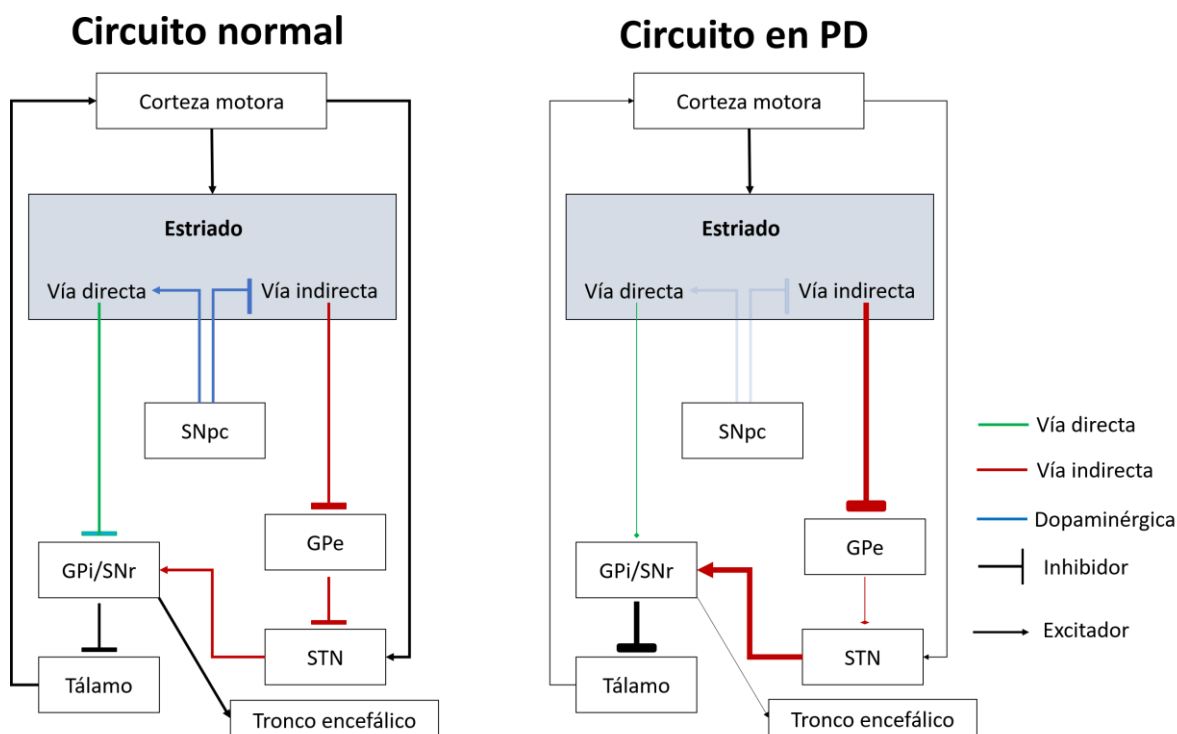 Circuito normal
Corteza motora
Estriado
Vía directa
Vía indirecta
SNpc
GPe
GPi/SNr
STN
Tálamo
Tronco encefálico
Circuito en PD
Corteza motora
Estriado
Vía directa
Vía indirecta
SNpc
GPe
GPi/SNr
STN
Tálamo
Tronco encefálico
Vía directa
Vía indirecta
Dopaminérgica
Inhibidor
Excitador